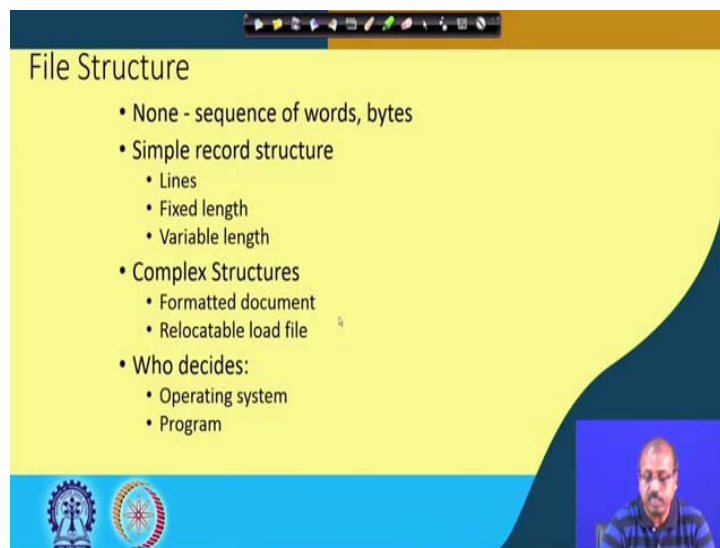 File Structure
• None - sequence of words, bytes
• Simple record structure
• Lines
• Fixed length
• Variable length
• Complex Structures
• Formatted document
• Relocatable load file
• Who decides:
• Operating system
• Program